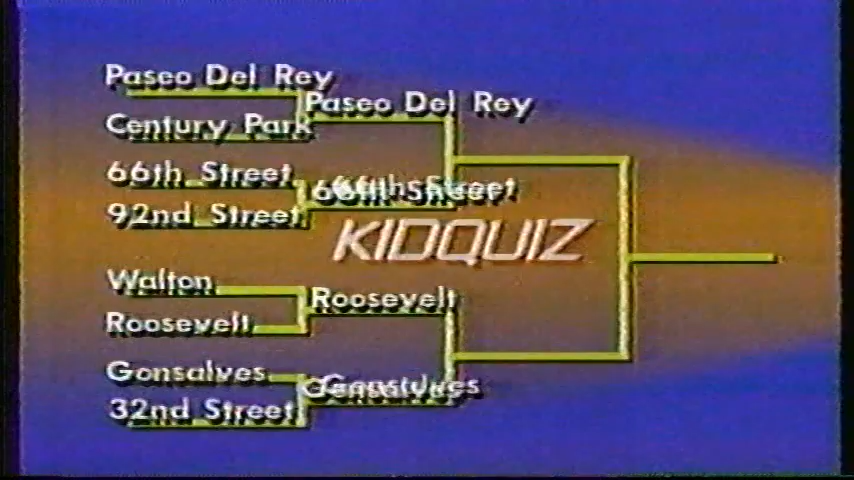 Paseo Del Rey
Paseo Del Rey
Century Park
66th Street
66th Street
92nd Street
KIDQUIZ
Walton
Roosevelt
Roosevelt
Gonsalves
Gonsalves
32nd Street